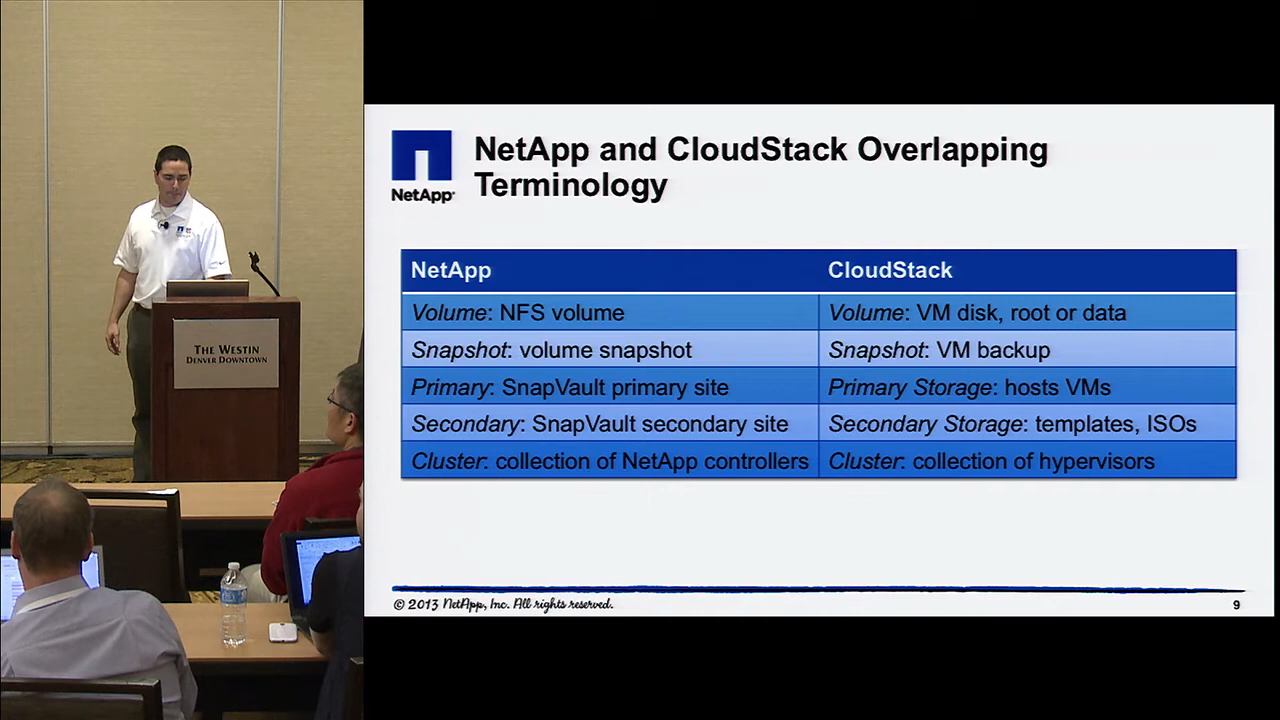 THE WESTIN
DENVER DOWNTOWN
NetApp
NetApp and CloudStack Overlapping
Terminology
NetApp CloudStack
Volume: NFS volume Volume: VM disk, root or data
Snapshot: volume snapshot Snapshot: VM backup
Primary: SnapVault primary site Primary Storage: hosts VMs
Secondary: SnapVault secondary site Secondary Storage: templates, ISOs
Cluster: collection of NetApp controllers Cluster: collection of hypervisors
© 2013 NetApp, Inc. All rights reserved. 9